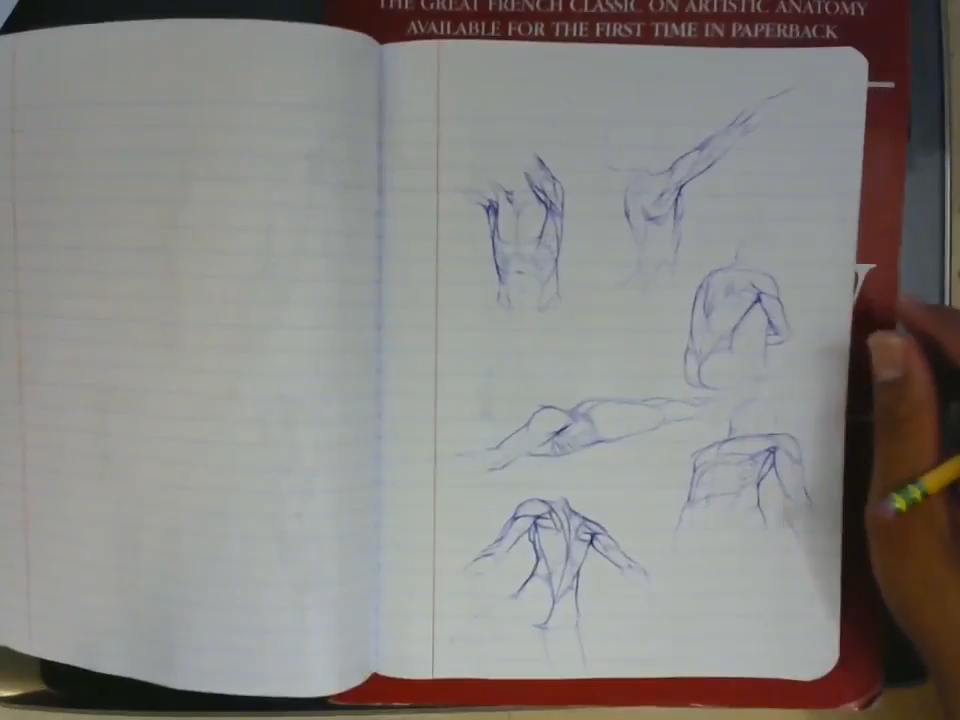 THE GREAT FRENCH CLASSIC ON ARTISTIC ANATOMY
AVAILABLE FOR THE FIRST TIME IN PAPERBACK
Y